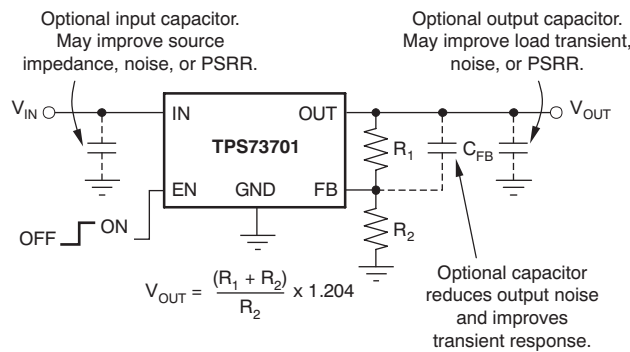 Optional input capacitor.
May improve source
impedance, noise, or PSRR.
Optional output capacitor.
May improve load transient,
noise, or PSRR.
V_IN
IN
OUT
V_OUT
TPS73701
R_1
C_FB
EN
GND
FB
OFF
ON
R_2
V_OUT = (R_1 + R_2) / R_2 x 1.204
Optional capacitor
reduces output noise
and improves
transient response.